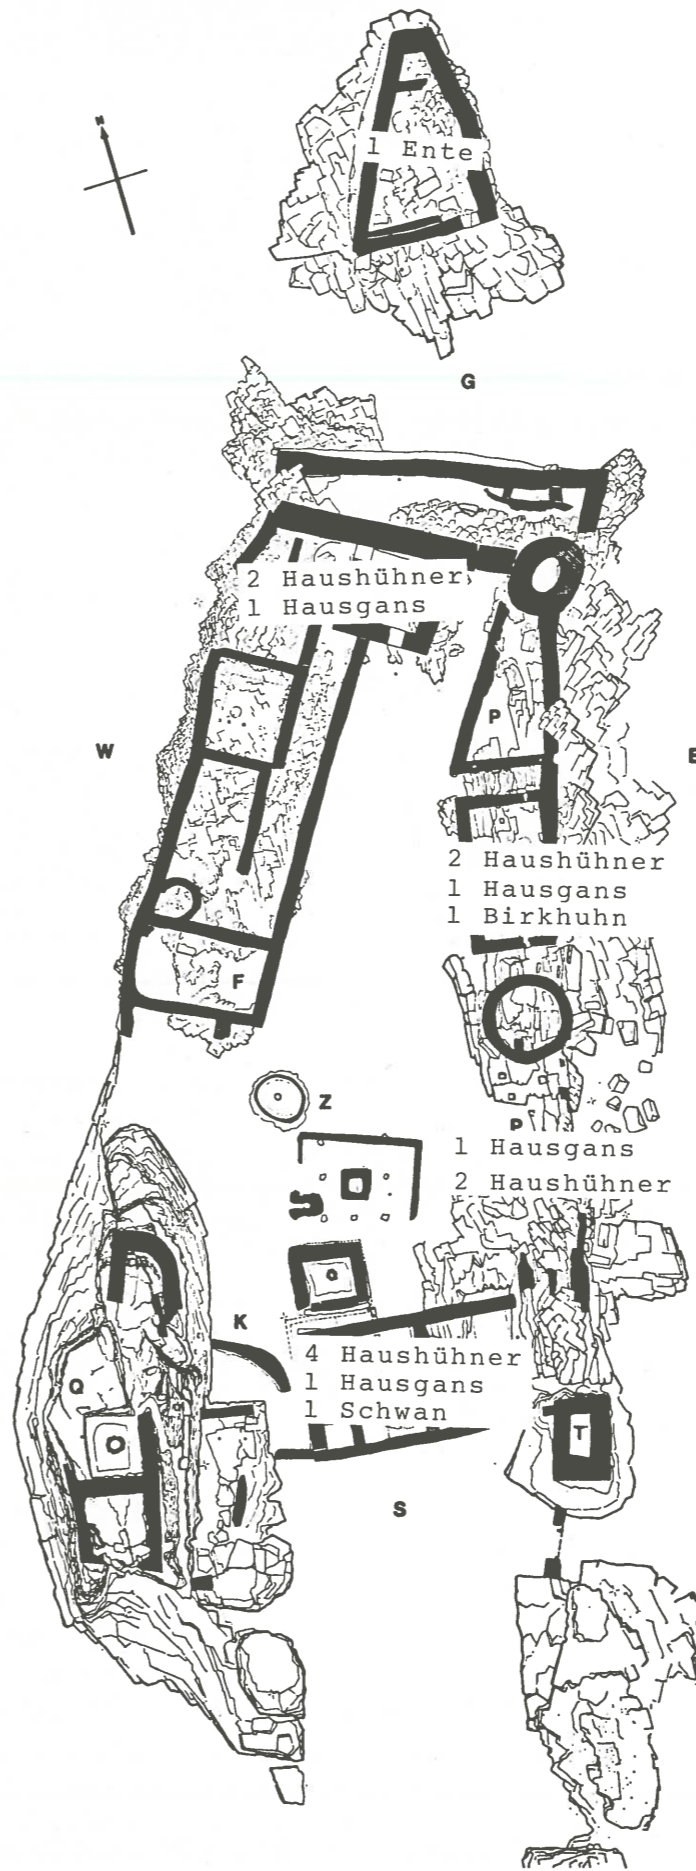 N
1 Ente
G
2 Haushühner,
1 Hausgans
P
W
E
2 Haushühner
1 Hausgans
1 Birkhuhn
F
Z
P
1 Hausgans
2 Haushühner
K
4 Haushühner
1 Hausgans
1 Schwan
Q
T
S